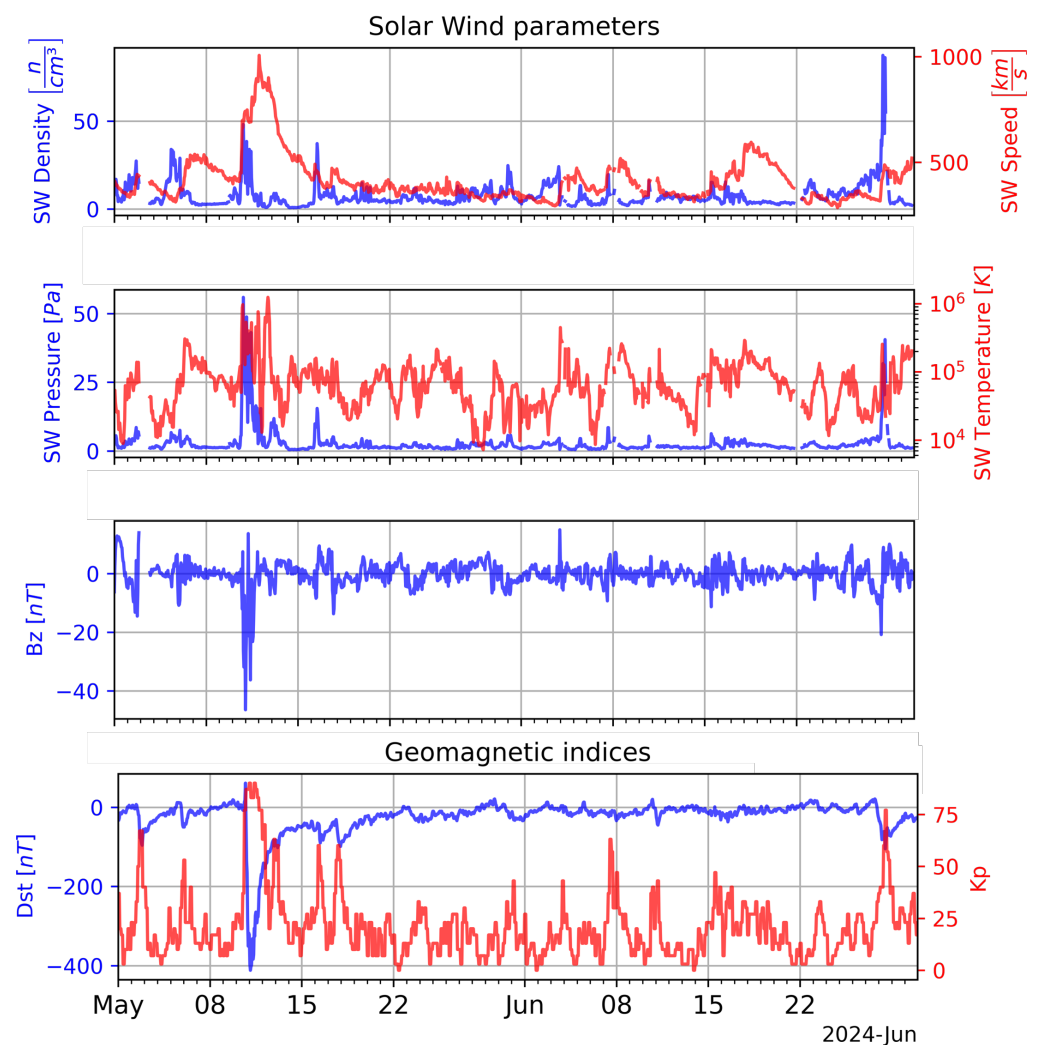 Solar Wind parameters
SW Density [n/cm³]
50
0
1000
500
SW Speed [km/s]
SW Pressure [Pa]
50
25
0
10⁶
10⁵
10⁴
SW Temperature [K]
Bz [nT]
0
−20
−40
Geomagnetic indices
Dst [nT]
0
−200
−400
75
50
25
0
Kp
May 08 15 22 Jun 08 15 22
2024-Jun